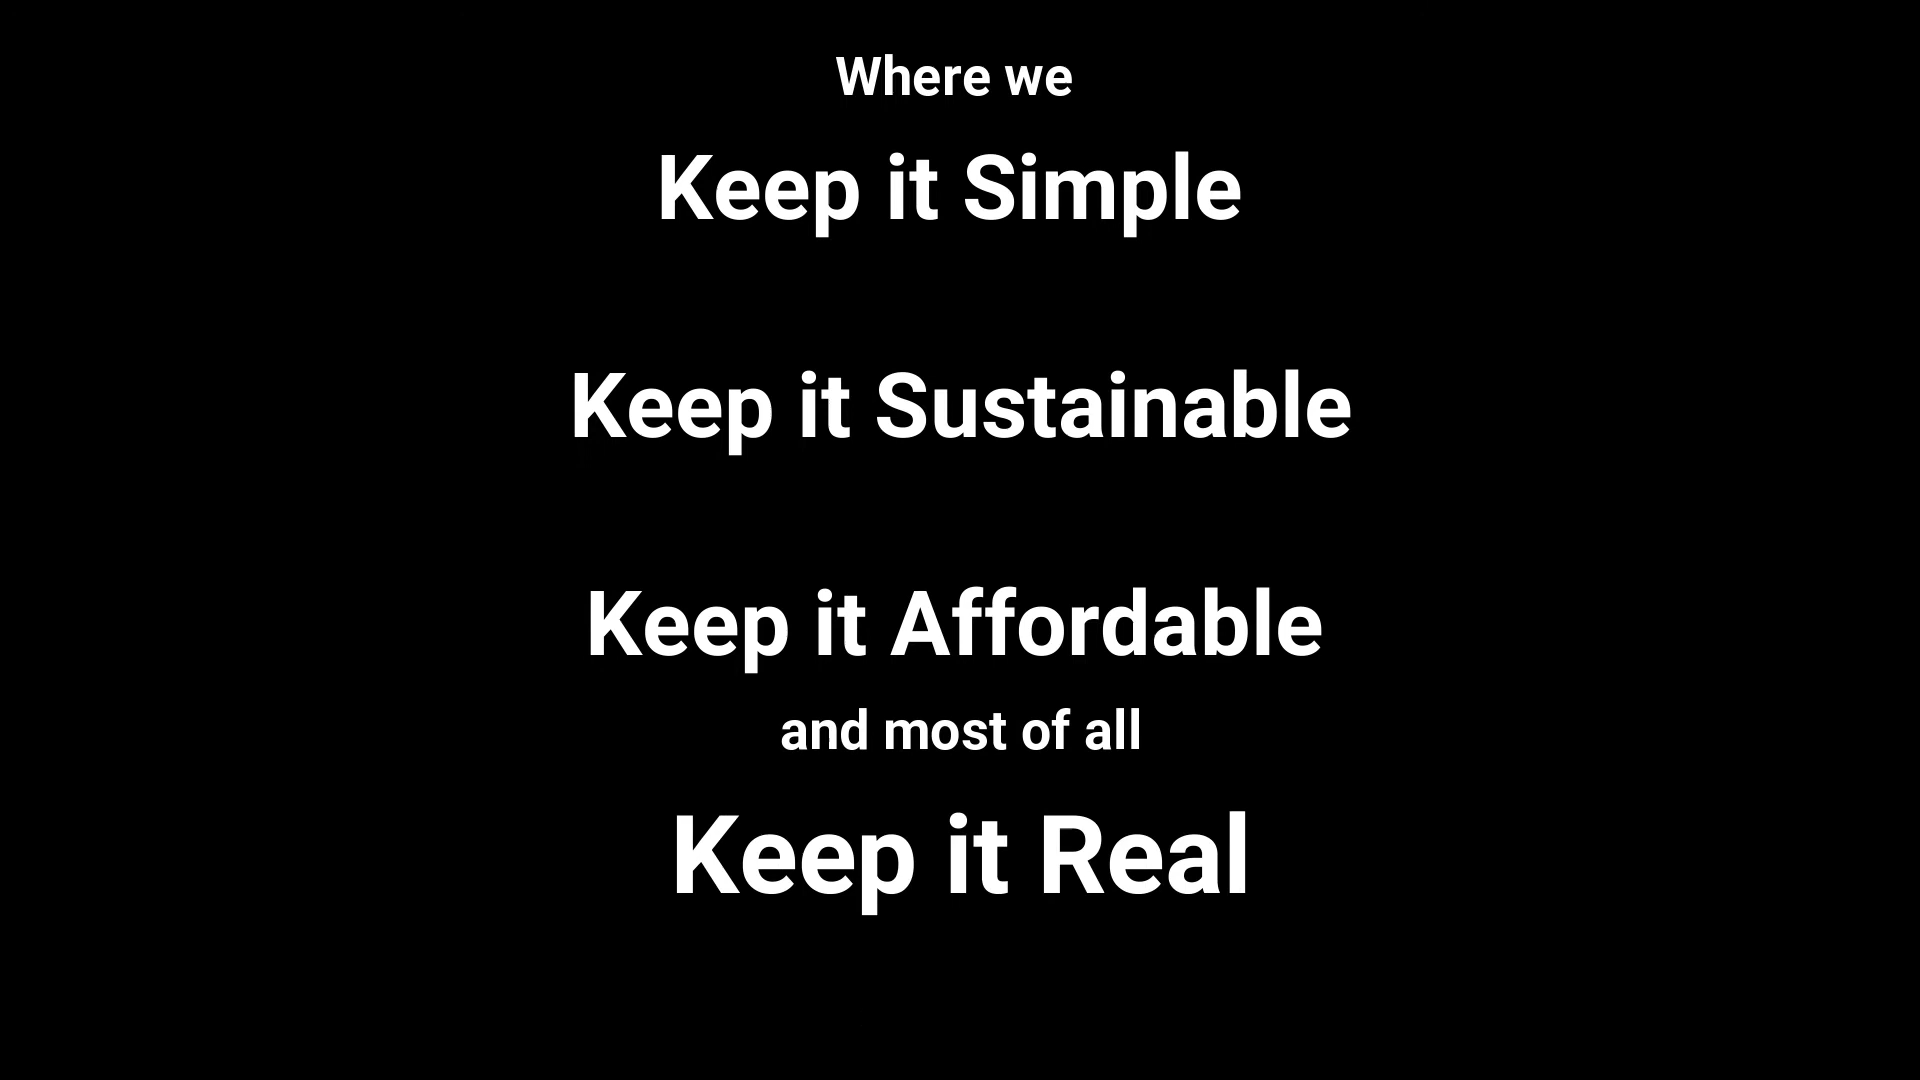 Where we
Keep it Simple
Keep it Sustainable
Keep it Affordable
and most of all
Keep it Real